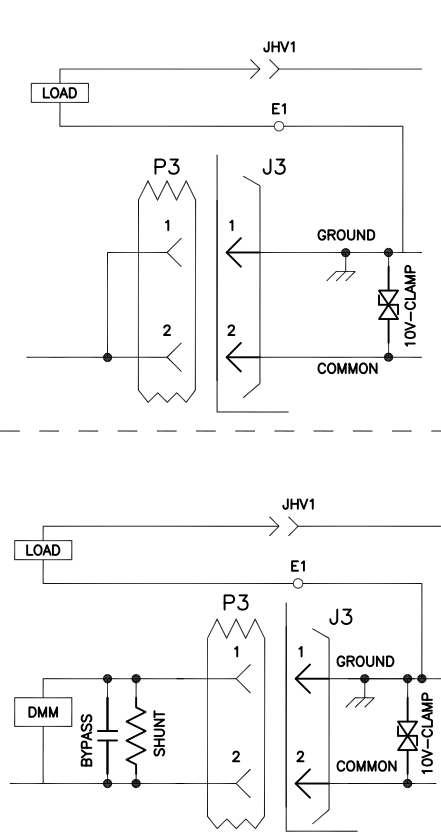 JHV1
LOAD
E1
P3
J3
1
1
GROUND
10V-CLAMP
2
2
COMMON
JHV1
LOAD
E1
P3
J3
1
1
GROUND
DMM
BYPASS
SHUNT
10V-CLAMP
2
2
COMMON